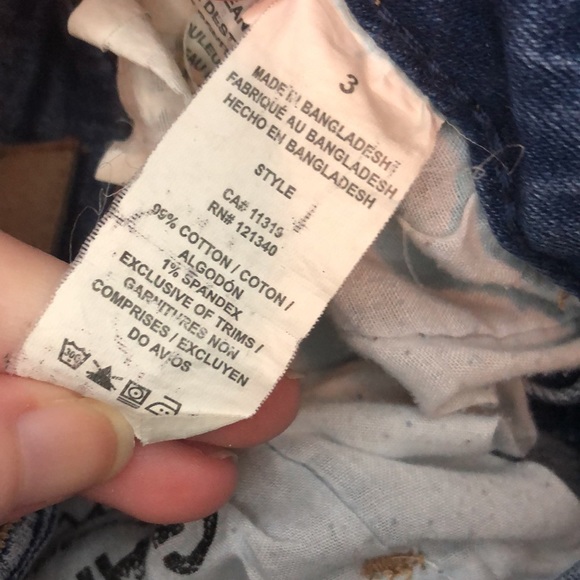 3
MADE IN BANGLADESH
FABRIQUÉ AU BANGLADESH
HECHO EN BANGLADESH
STYLE
CA# 11315
RN# 121340
99% COTTON / COTON /
ALGODÓN
1% SPANDEX
EXCLUSIVE OF TRIMS /
GARNITURES NON
COMPRISES / EXCLUYEN
DO AVIOS